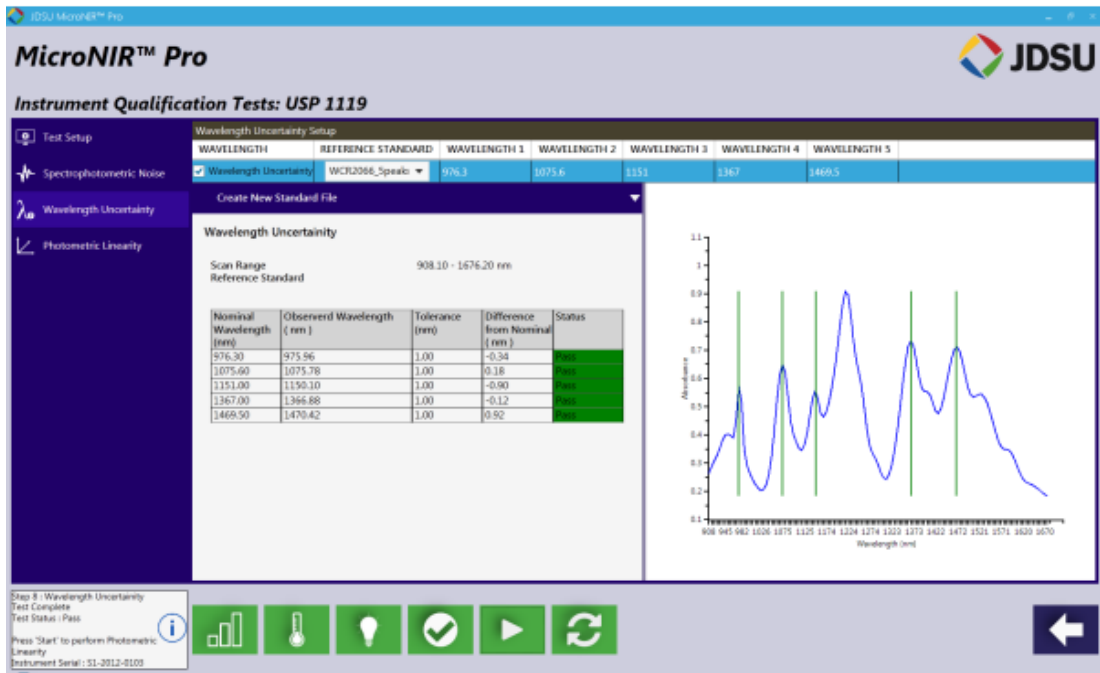 JDSU MicroNIR™ Pro
MicroNIR™ Pro
JDSU
Instrument Qualification Tests: USP 1119
Test Setup
Spectrophotometric Noise
Wavelength Uncertainty
Photometric Linearity
Wavelength Uncertainty Setup
WAVELENGTH REFERENCE STANDARD WAVELENGTH 1 WAVELENGTH 2 WAVELENGTH 3 WAVELENGTH 4 WAVELENGTH 5
Wavelength Uncertainty 976.3 1075.6 1151 1367 1469.5
Create New Standard File
Wavelength Uncertainity
Scan Range 908.10 - 1676.20 nm
Reference Standard
Nominal Wavelength (nm) Observerd Wavelength ( nm ) Tolerance (nm) Difference from Nominal ( nm ) Status
976.30 975.96 1.00 -0.34 Pass
1075.60 1075.78 1.00 0.18 Pass
1151.00 1150.10 1.00 -0.90 Pass
1367.00 1366.88 1.00 -0.12 Pass
1469.50 1470.42 1.00 0.92 Pass
1.1
1
0.9
0.8
0.7
0.6
0.5
0.4
0.3
0.2
0.1
Absorbance
908 945 982 1026 1075 1125 1174 1224 1274 1323 1373 1422 1472 1521 1571 1620 1670
Wavelength (nm)
Step 8 : Wavelength Uncertainity
Test Complete
Test Status : Pass
Press 'Start' to perform Photometric
Linearity
Instrument Serial : S1-2012-0103